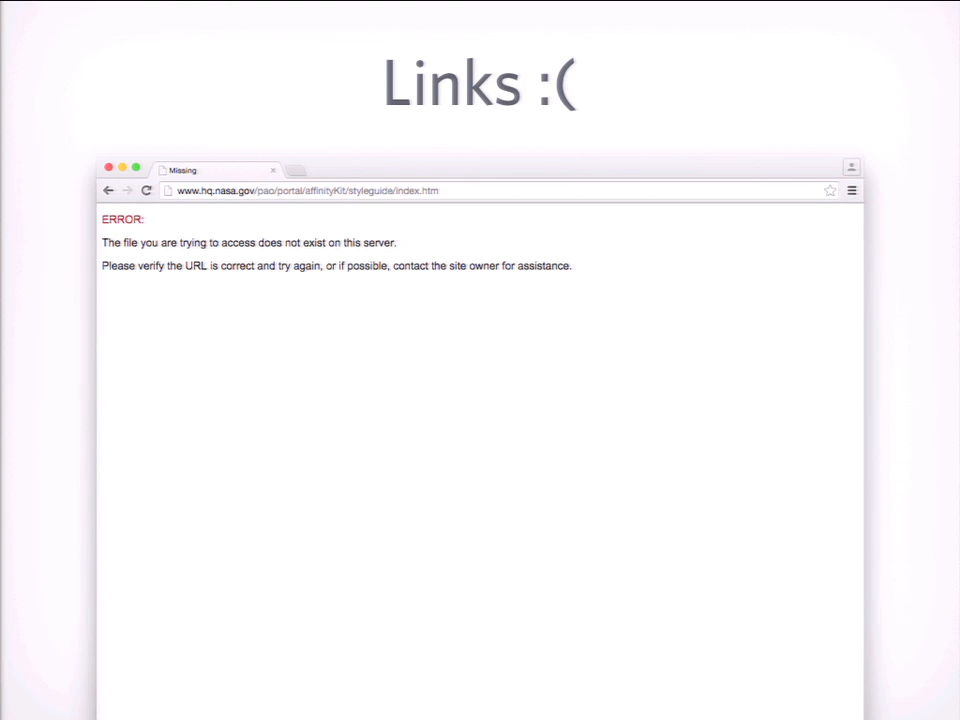 Links :(
Missing
www.hq.nasa.gov/pao/portal/affinityKit/styleguide/index.htm
ERROR:
The file you are trying to access does not exist on this server.
Please verify the URL is correct and try again, or if possible, contact the site owner for assistance.